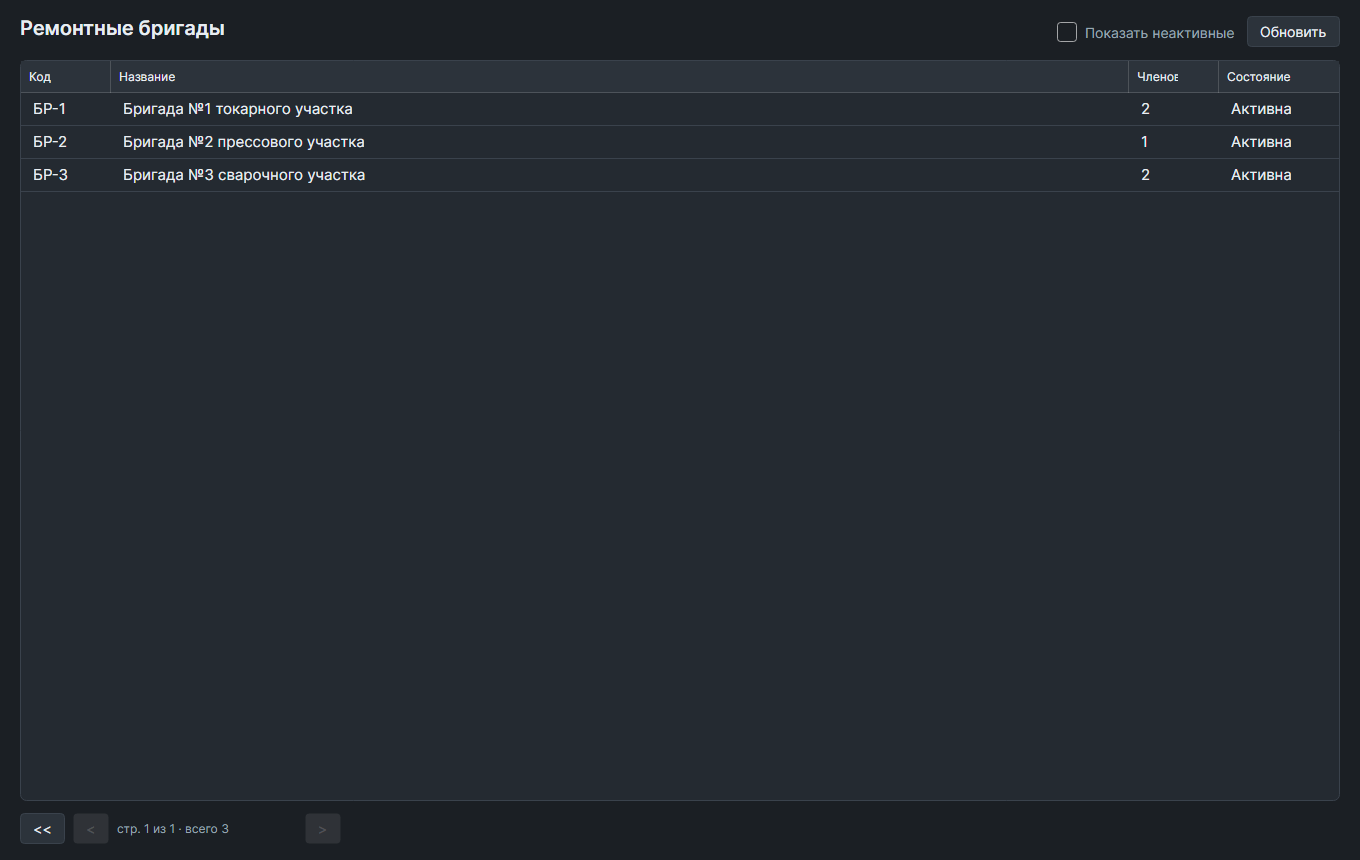 Ремонтные бригады
Показать неактивные Обновить
Код Название Членов Состояние
БР-1 Бригада №1 токарного участка 2 Активна
БР-2 Бригада №2 прессового участка 1 Активна
БР-3 Бригада №3 сварочного участка 2 Активна
<< < стр. 1 из 1 · всего 3 >